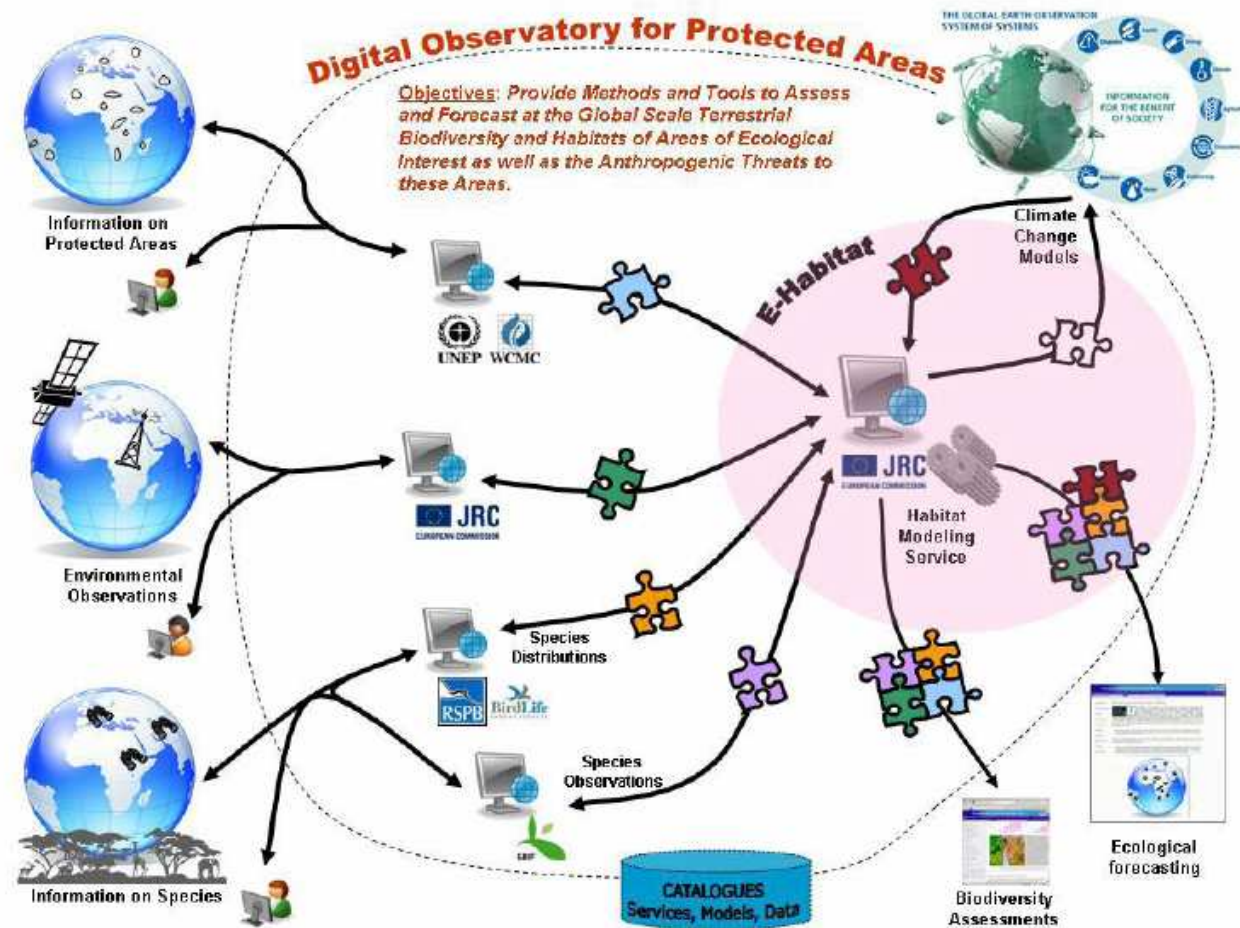 Digital Observatory for Protected Areas
Objectives: Provide Methods and Tools to Assess
and Forecast at the Global Scale Terrestrial
Biodiversity and Habitats of Areas of Ecological
Interest as well as the Anthropogenic Threats to
these Areas.
THE GLOBAL EARTH OBSERVATION
SYSTEM OF SYSTEMS
INFORMATION
FOR THE BENEFIT
OF SOCIETY
Information on
Protected Areas
UNEP WCMC
E-Habitat
Climate
Change
Models
Environmental
Observations
JRC
EUROPEAN COMMISSION
JRC
EUROPEAN COMMISSION
Habitat
Modeling
Service
Species
Distributions
RSPB
BirdLife
Species
Observations
GBIF
Information on Species
CATALOGUES
Services, Models, Data
Biodiversity
Assessments
Ecological
forecasting